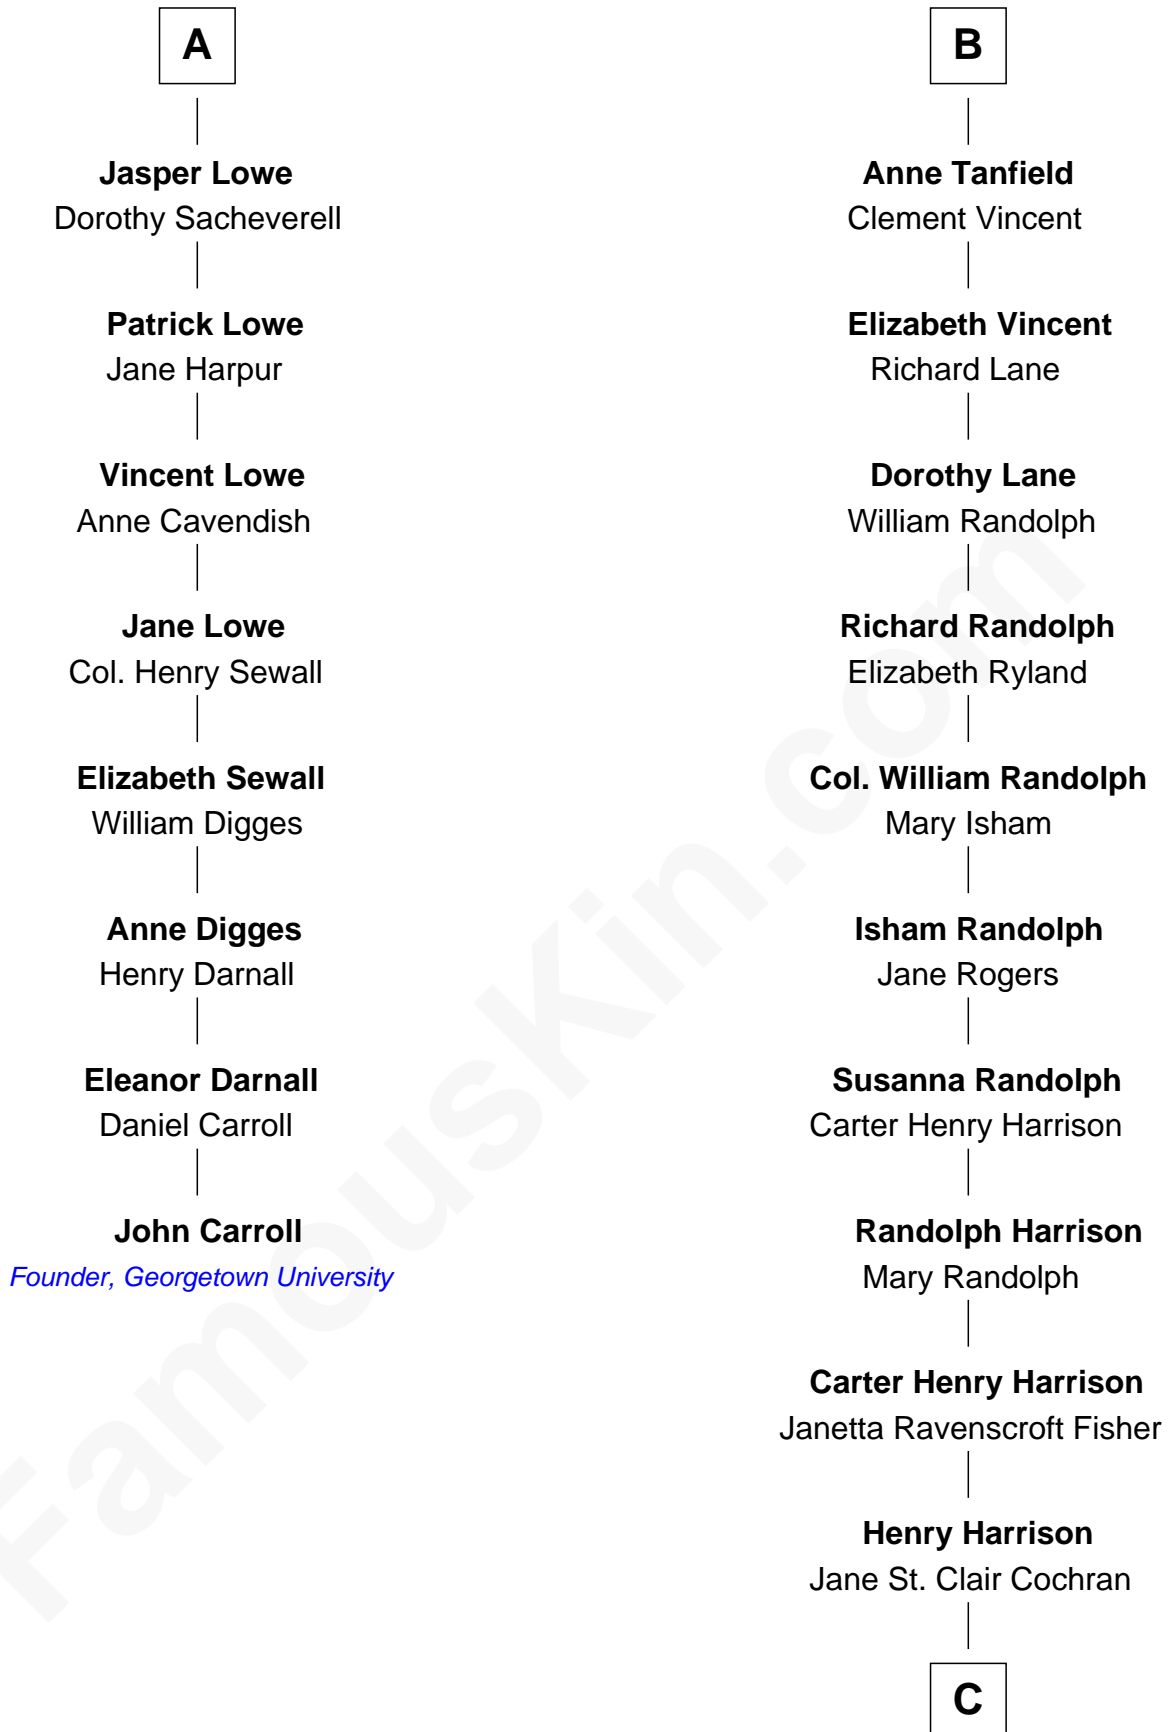 A
Jasper Lowe
Dorothy Sacheverell
Patrick Lowe
Jane Harpur
Vincent Lowe
Anne Cavendish
Jane Lowe
Col. Henry Sewall
Elizabeth Sewall
William Digges
Anne Digges
Henry Darnall
Eleanor Darnall
Daniel Carroll
John Carroll
Founder, Georgetown University
B
Anne Tanfield
Clement Vincent
Elizabeth Vincent
Richard Lane
Dorothy Lane
William Randolph
Richard Randolph
Elizabeth Ryland
Col. William Randolph
Mary Isham
Isham Randolph
Jane Rogers
Susanna Randolph
Carter Henry Harrison
Randolph Harrison
Mary Randolph
Carter Henry Harrison
Janetta Ravenscroft Fisher
Henry Harrison
Jane St. Clair Cochran
C
FamousKin.com